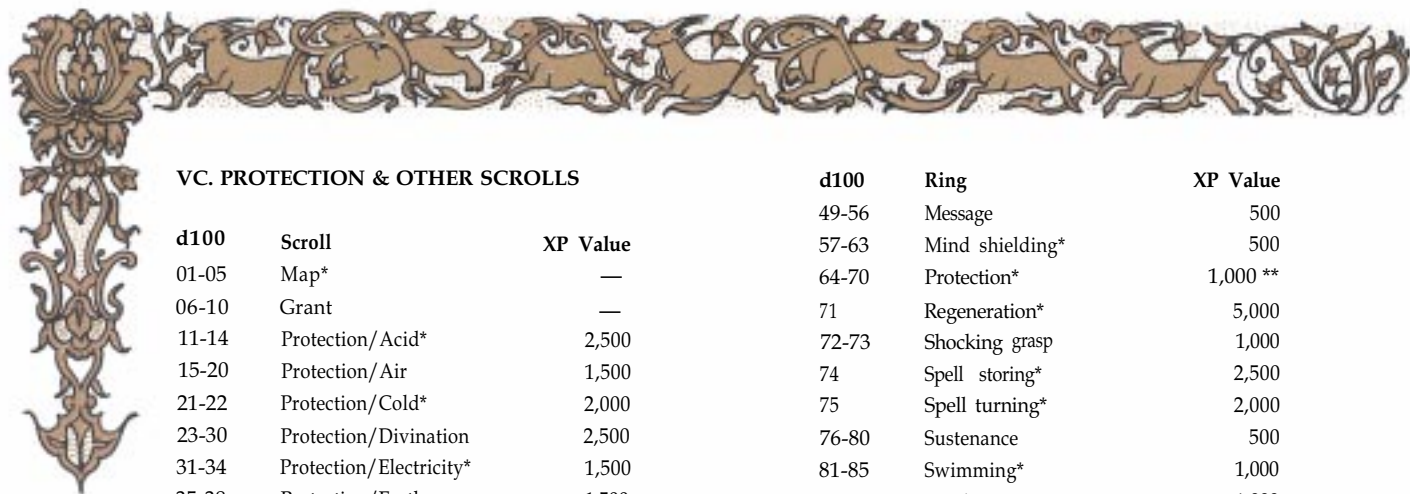 VC. PROTECTION & OTHER SCROLLS
d100 Scroll XP Value
01-05 Map* —
06-10 Grant —
11-14 Protection/Acid* 2,500
15-20 Protection/Air 1,500
21-22 Protection/Cold* 2,000
23-30 Protection/Divination 2,500
31-34 Protection/Electricity* 1,500
d100 Ring XP Value
49-56 Message 500
57-63 Mind shielding* 500
64-70 Protection* 1,000 **
71 Regeneration* 5,000
72-73 Shocking grasp 1,000
74 Spell storing* 2,500
75 Spell turning* 2,000
76-80 Sustenance 500
81-85 Swimming* 1,000